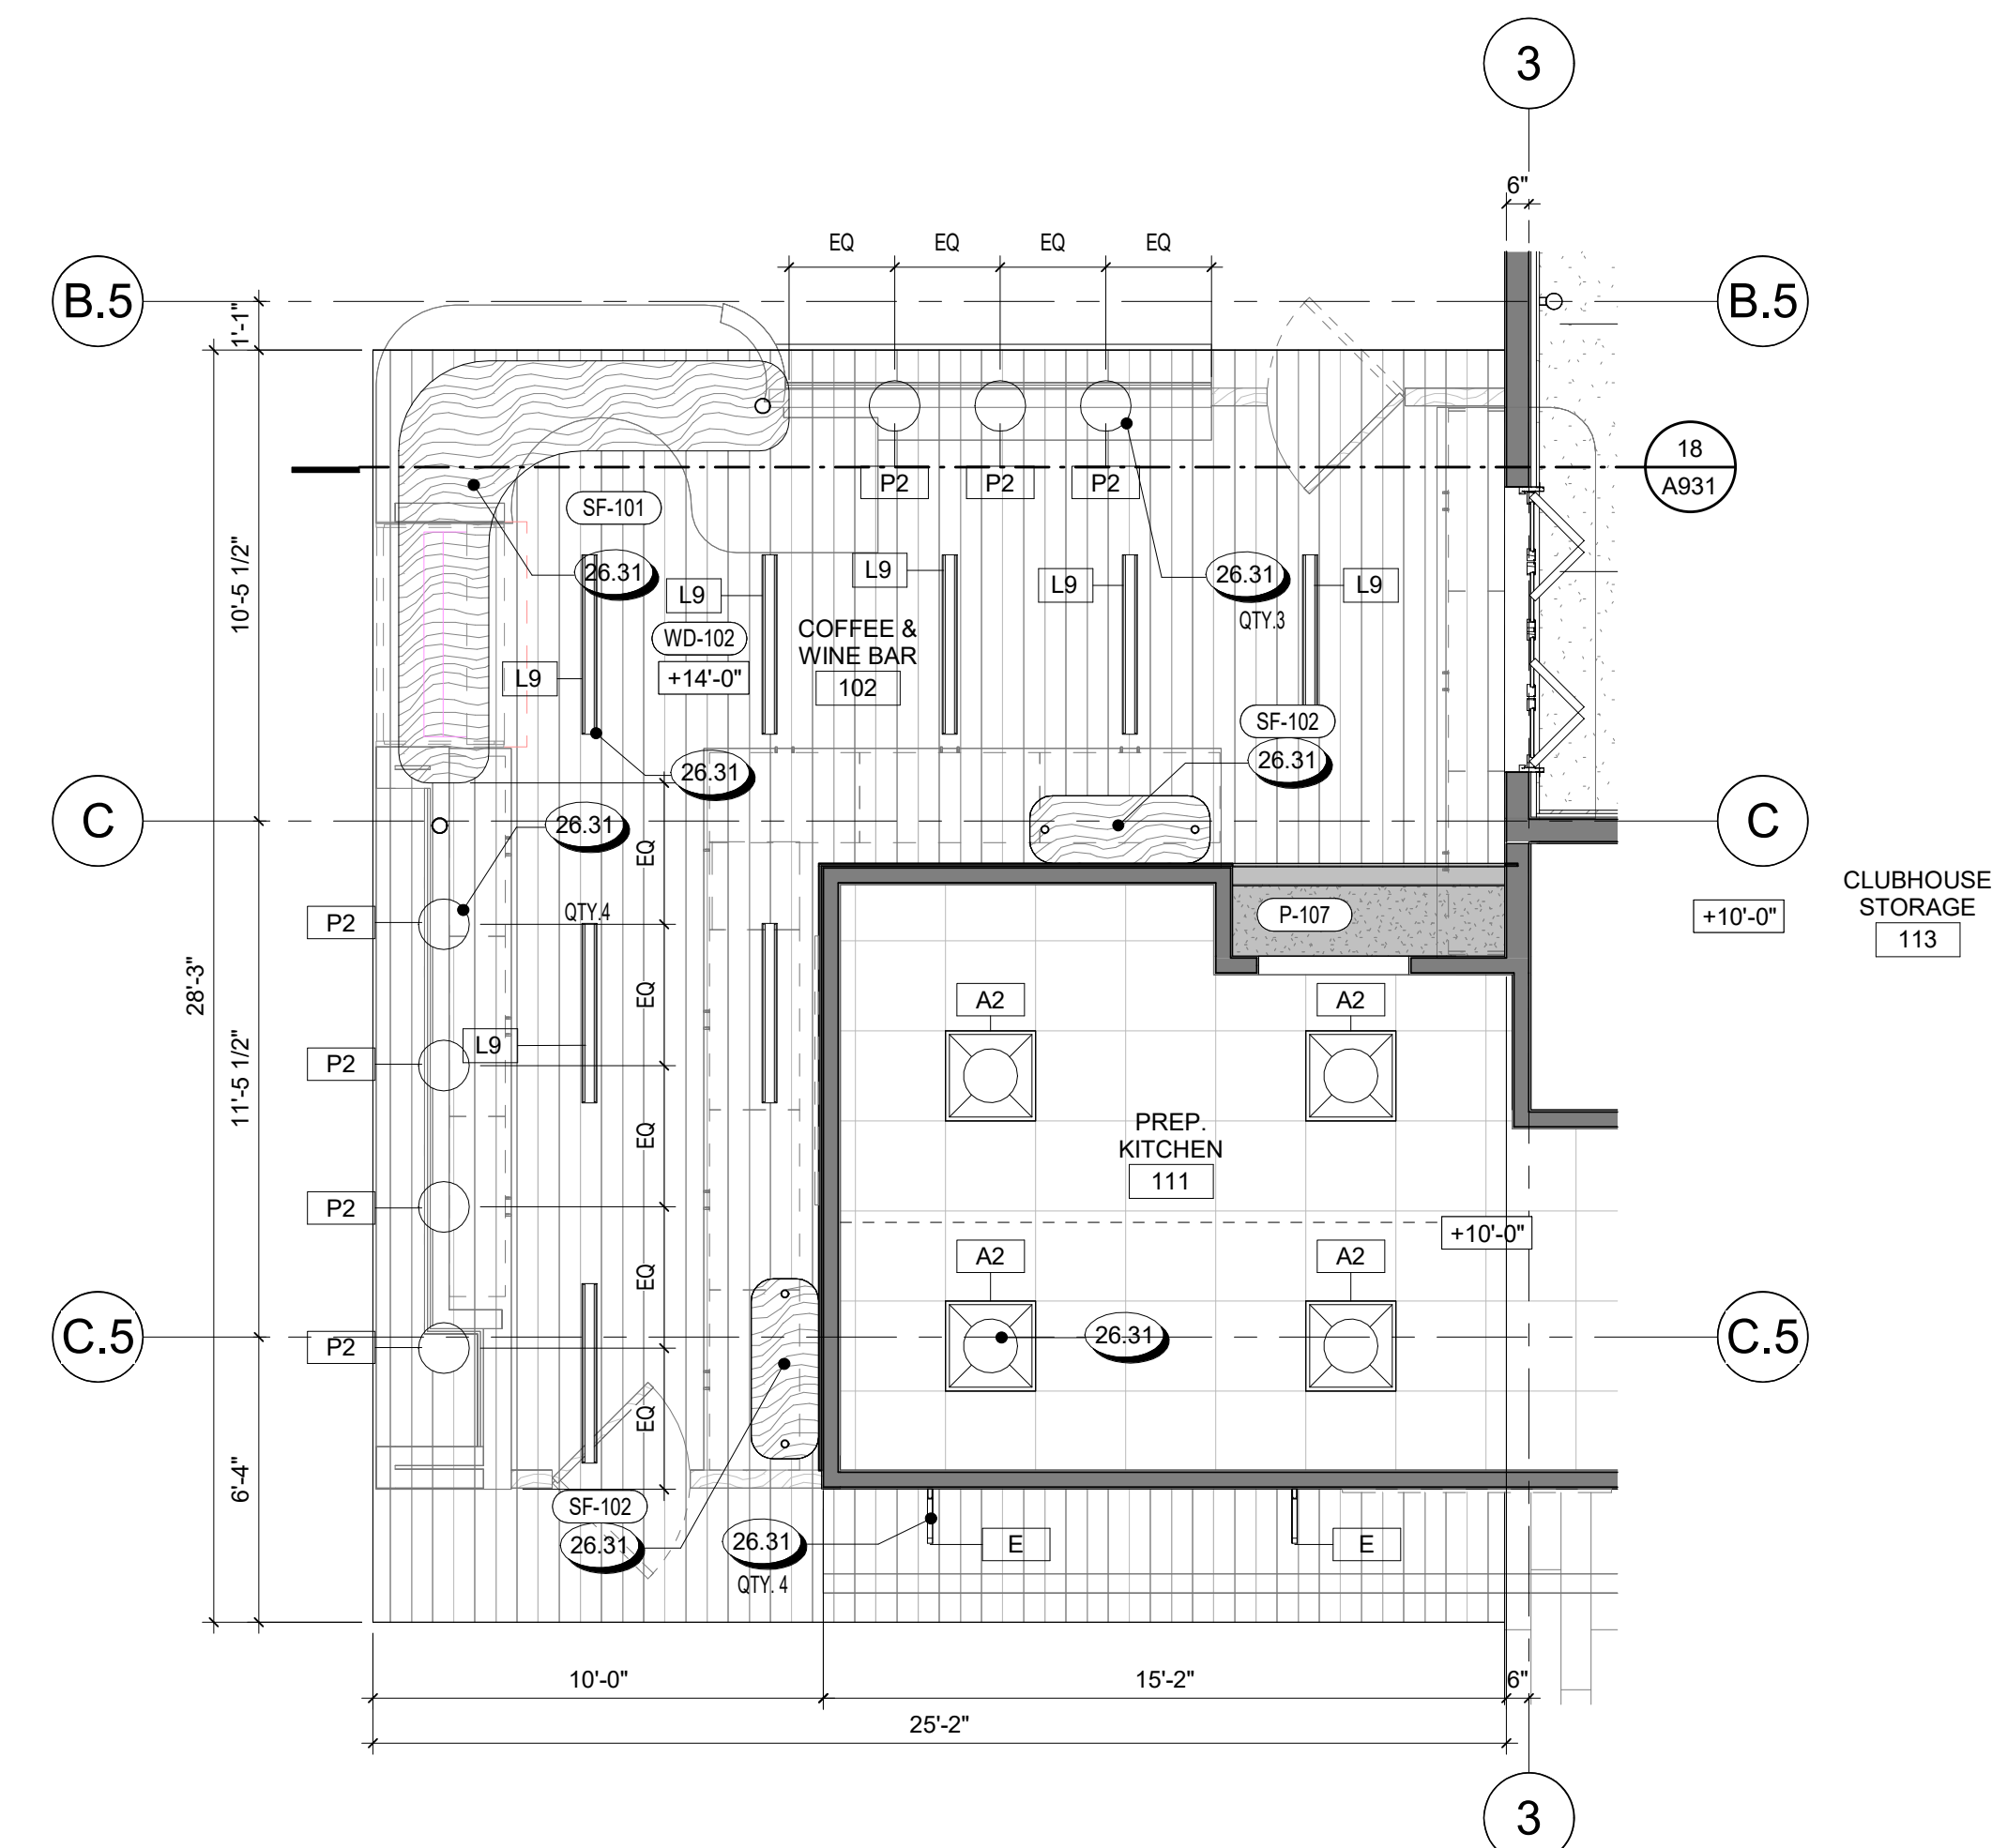 3
6"
EQ EQ EQ EQ
B.5 B.5
1'-1"
18
A931
P2 P2 P2
SF-101
10'-5 1/2"
26.31
L9
L9
L9
L9
26.31
QTY.3
COFFEE &
WINE BAR
102
WD-102
+14'-0"
L9
SF-102
26.31
26.31
C C
26.31
EQ
QTY.4
P2
P-107
CLUBHOUSE
STORAGE
113
+10'-0"
28'-3"
EQ
A2 A2
11'-5 1/2"
L9
P2
PREP.
KITCHEN
111
EQ
P2
+10'-0"
A2 A2
EQ
C.5 C.5
P2
26.31
EQ
6'-4"
SF-102
26.31
26.31
QTY. 4
E E
10'-0" 15'-2" 6"
25'-2"
3